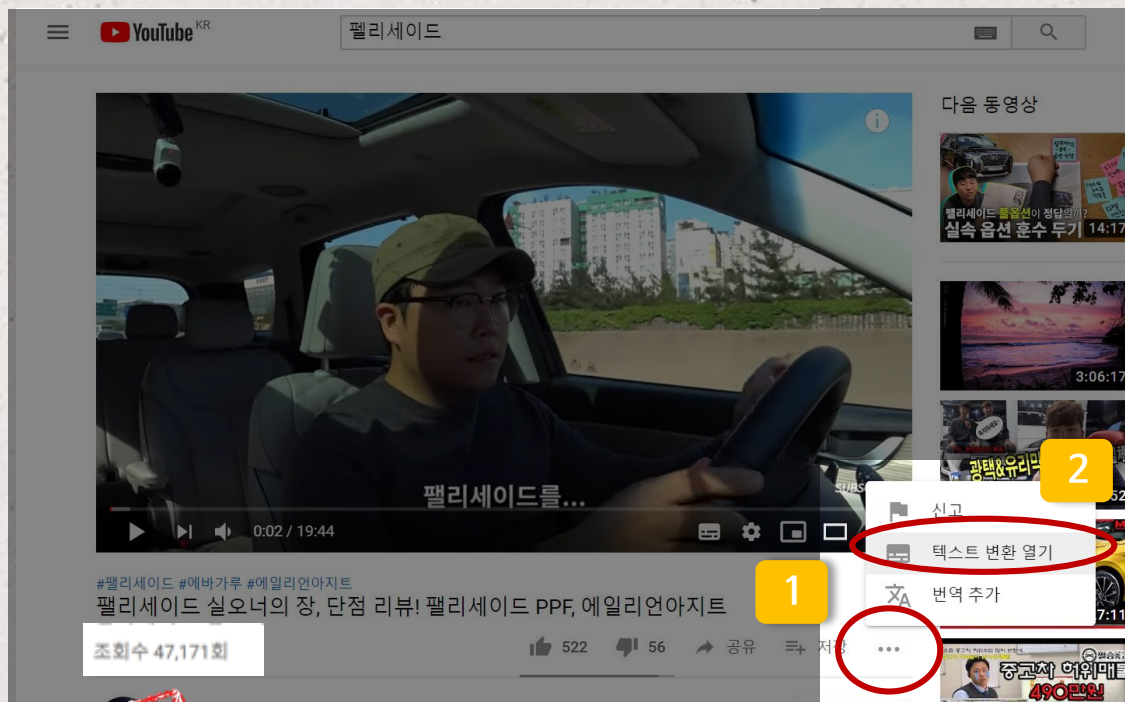 YouTube KR
펠리세이드
다음 동영상
팰리세이드 풀옵션이 정답인가?
실속 옵션 훈수 두기 14:17
3:06:17
광택&유리막
팰리세이드를...
SUBS
0:02 / 19:44
2
신고
텍스트 변환 열기
번역 추가
7:11
1
#팰리세이드 #에바가루 #에일리언아지트
팰리세이드 실오너의 장, 단점 리뷰! 팰리세이드 PPF, 에일리언아지트
조회수 47,171회
522 56 공유 저장
중고차 허위매물
490만원